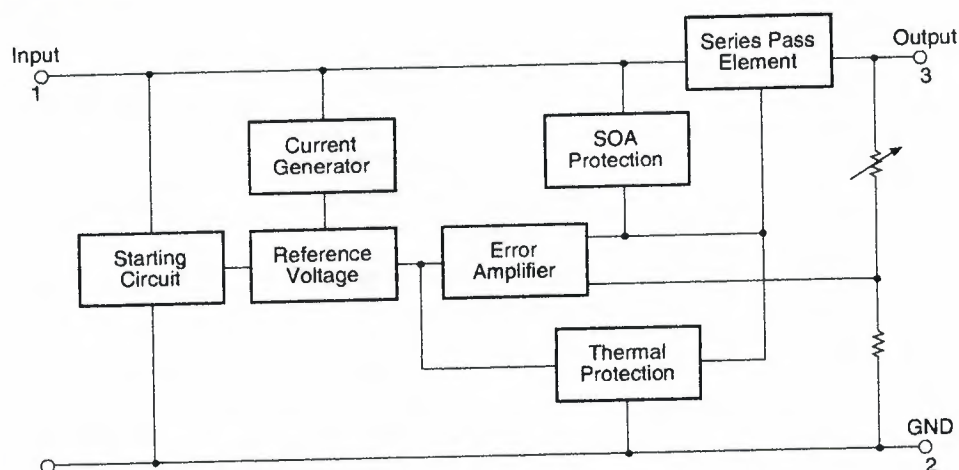 Input
1
Series Pass
Element
Output
3
Current
Generator
SOA
Protection
Starting
Circuit
Reference
Voltage
Error
Amplifier
Thermal
Protection
GND
2